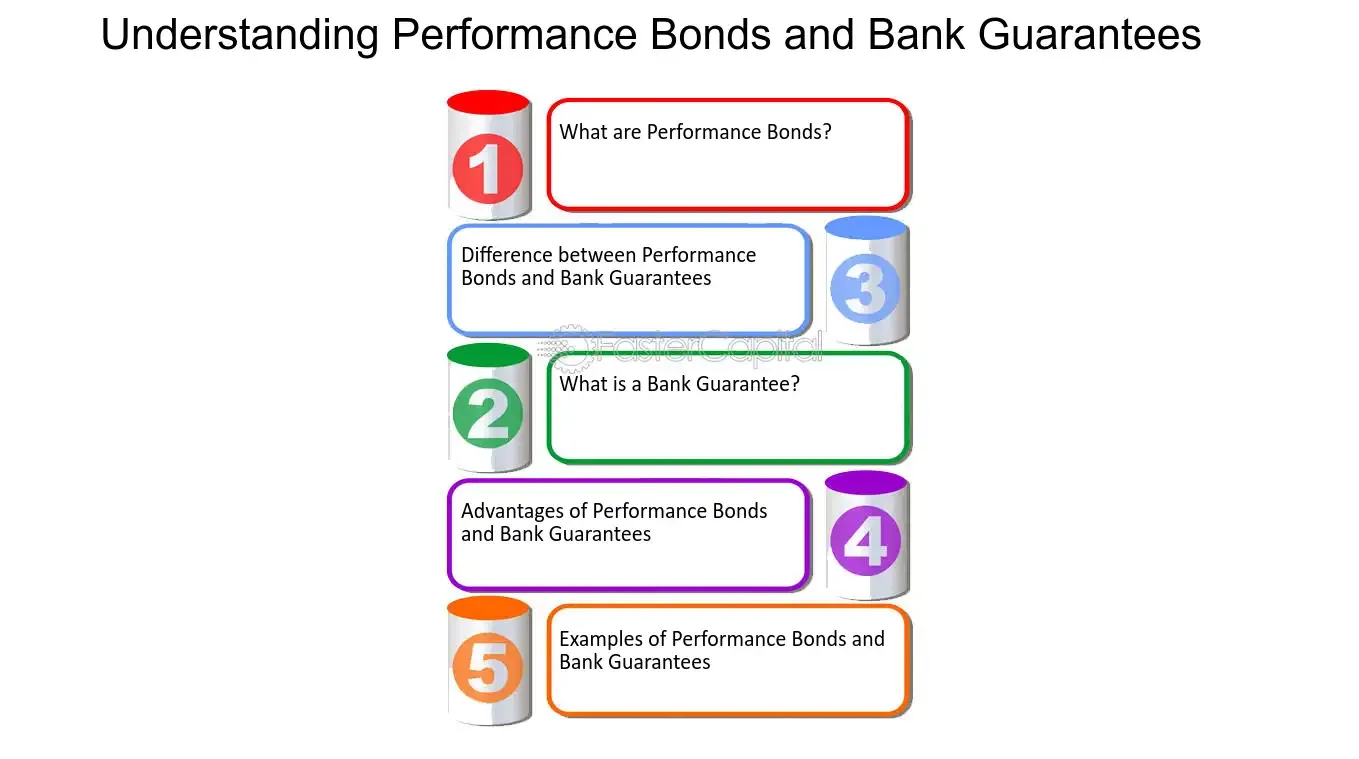 Understanding Performance Bonds and Bank Guarantees
1
What are Performance Bonds?
Difference between Performance
Bonds and Bank Guarantees
3
FasterCapital
2
What is a Bank Guarantee?
Advantages of Performance Bonds
and Bank Guarantees
4
5
Examples of Performance Bonds and
Bank Guarantees